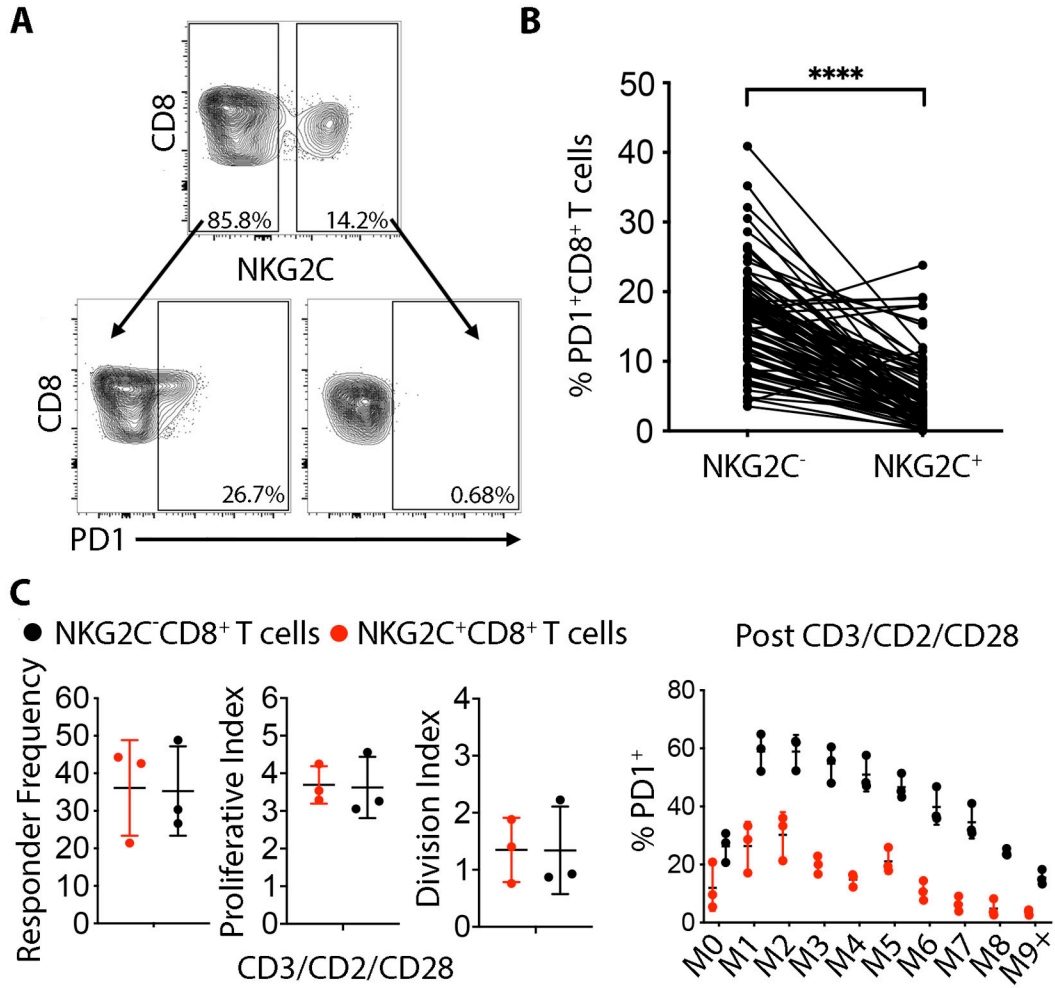 A
CD8
85.8%
14.2%
NKG2C
CD8
26.7%
0.68%
PD1
B
****
% PD1⁺CD8⁺ T cells
50
40
30
20
10
0
NKG2C⁻
NKG2C⁺
C
NKG2C⁻CD8⁺ T cells
NKG2C⁺CD8⁺ T cells
Responder Frequency
60
50
40
30
20
10
0
Proliferative Index
6
5
4
3
2
1
0
Division Index
4
3
2
1
0
CD3/CD2/CD28
Post CD3/CD2/CD28
% PD1⁺
80
60
40
20
0
M0
M1
M2
M3
M4
M5
M6
M7
M8
M9+